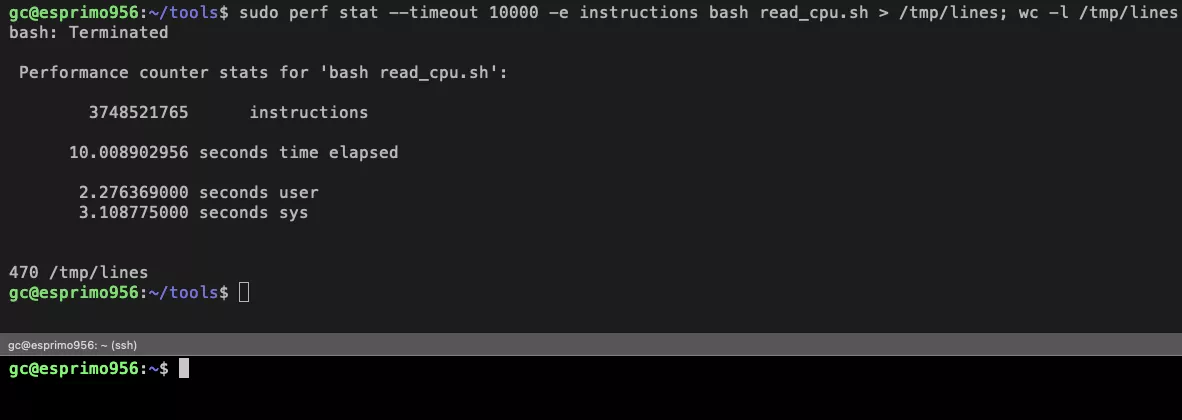 gc@esprimo956:~/tools$ sudo perf stat --timeout 10000 -e instructions bash read_cpu.sh > /tmp/lines; wc -l /tmp/lines
bash: Terminated
Performance counter stats for 'bash read_cpu.sh':
3748521765 instructions
10.008902956 seconds time elapsed
2.276369000 seconds user
3.108775000 seconds sys
470 /tmp/lines
gc@esprimo956:~/tools$
gc@esprimo956: ~ (ssh)
gc@esprimo956:~$